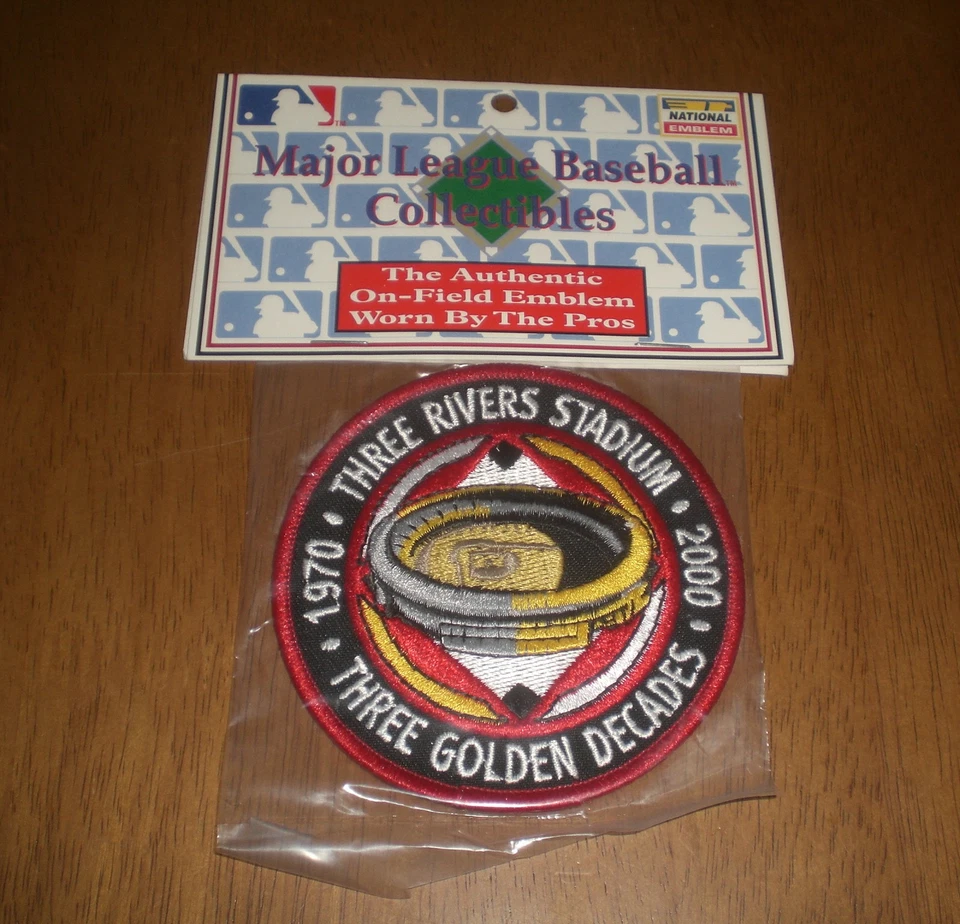 NATIONAL
EMBLEM
Major League Baseball™
Collectibles
The Authentic
On-Field Emblem
Worn By The Pros
THREE RIVERS STADIUM
1970 • • 2000
THREE GOLDEN DECADES